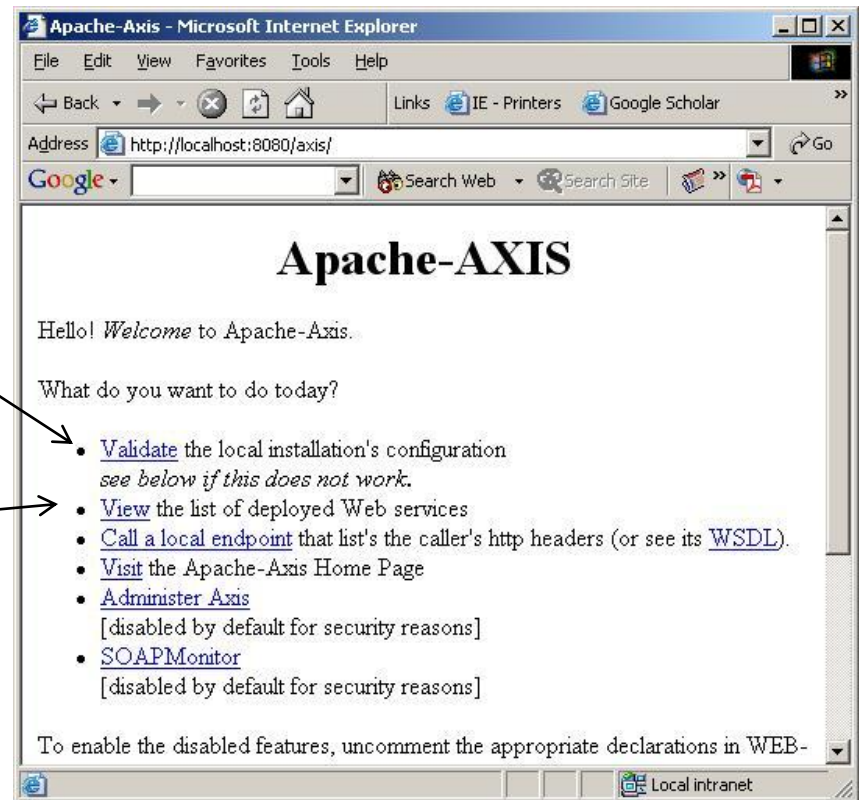 Apache-Axis - Microsoft Internet Explorer
File Edit View Favorites Tools Help
Back Links IE - Printers Google Scholar »
Address http://localhost:8080/axis/ Go
Google Search Web Search Site »
Apache-AXIS
Hello! Welcome to Apache-Axis.
What do you want to do today?
• Validate the local installation's configuration
see below if this does not work.
• View the list of deployed Web services
• Call a local endpoint that list's the caller's http headers (or see its WSDL).
• Visit the Apache-Axis Home Page
• Administer Axis
[disabled by default for security reasons]
• SOAPMonitor
[disabled by default for security reasons]
To enable the disabled features, uncomment the appropriate declarations in WEB-
Local intranet